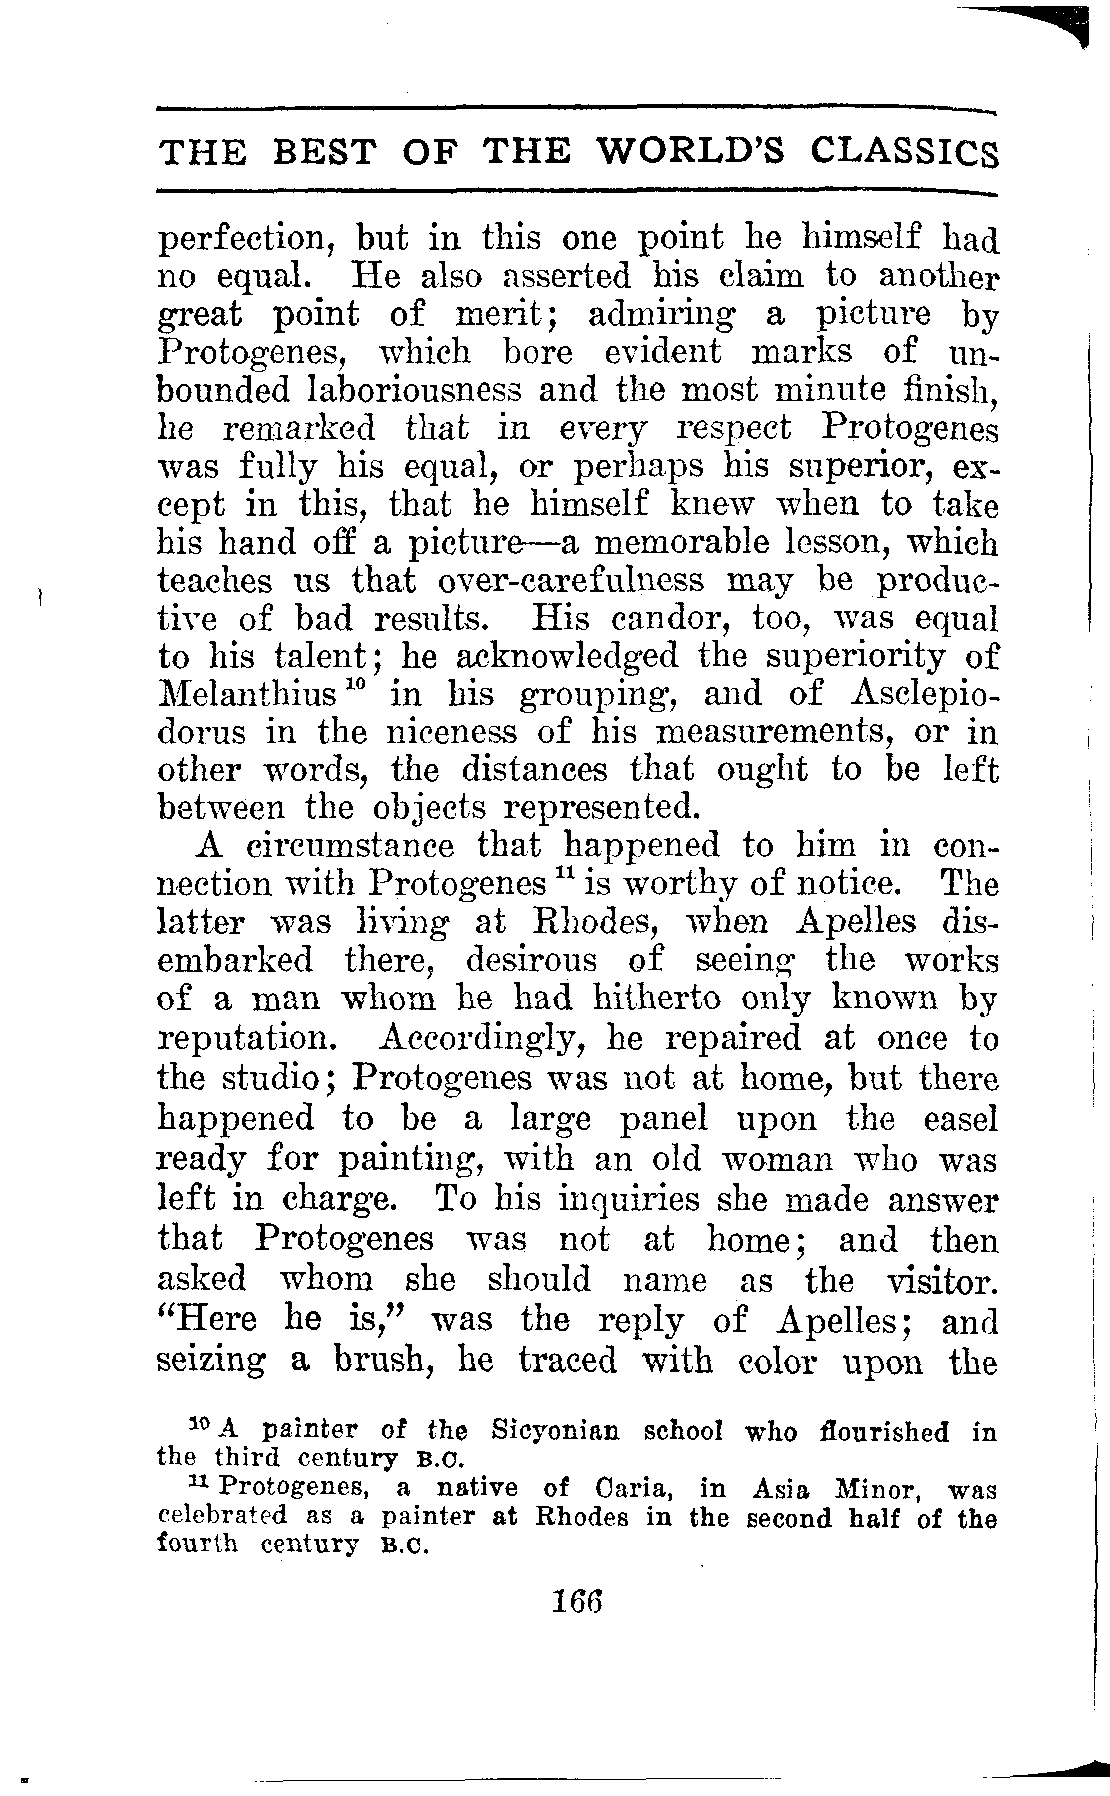 THE BEST OF THE WORLD'S CLASSICS
perfection, but in this one point he himself had
no equal. He also asserted his claim to another
great point of merit; admiring a picture by
Protogenes, which bore evident marks of un-
bounded laboriousness and the most minute finish,
he remarked that in every respect Protogenes
was fully his equal, or perhaps his superior, ex-
cept in this, that he himself knew when to take
his hand off a picture—a memorable lesson, which
teaches us that over-carefulness may be produc-
tive of bad results. His candor, too, was equal
to his talent; he acknowledged the superiority of
Melanthius¹⁰ in his grouping, and of Asclepio-
dorus in the niceness of his measurements, or in
other words, the distances that ought to be left
between the objects represented.
A circumstance that happened to him in con-
nection with Protogenes¹¹ is worthy of notice. The
latter was living at Rhodes, when Apelles dis-
embarked there, desirous of seeing the works
of a man whom he had hitherto only known by
reputation. Accordingly, he repaired at once to
the studio; Protogenes was not at home, but there
happened to be a large panel upon the easel
ready for painting, with an old woman who was
left in charge. To his inquiries she made answer
that Protogenes was not at home; and then
asked whom she should name as the visitor.
“Here he is,” was the reply of Apelles; and
seizing a brush, he traced with color upon the
¹⁰ A painter of the Sicyonian school who flourished in
the third century B.C.
¹¹ Protogenes, a native of Caria, in Asia Minor, was
celebrated as a painter at Rhodes in the second half of the
fourth century B.C.
166